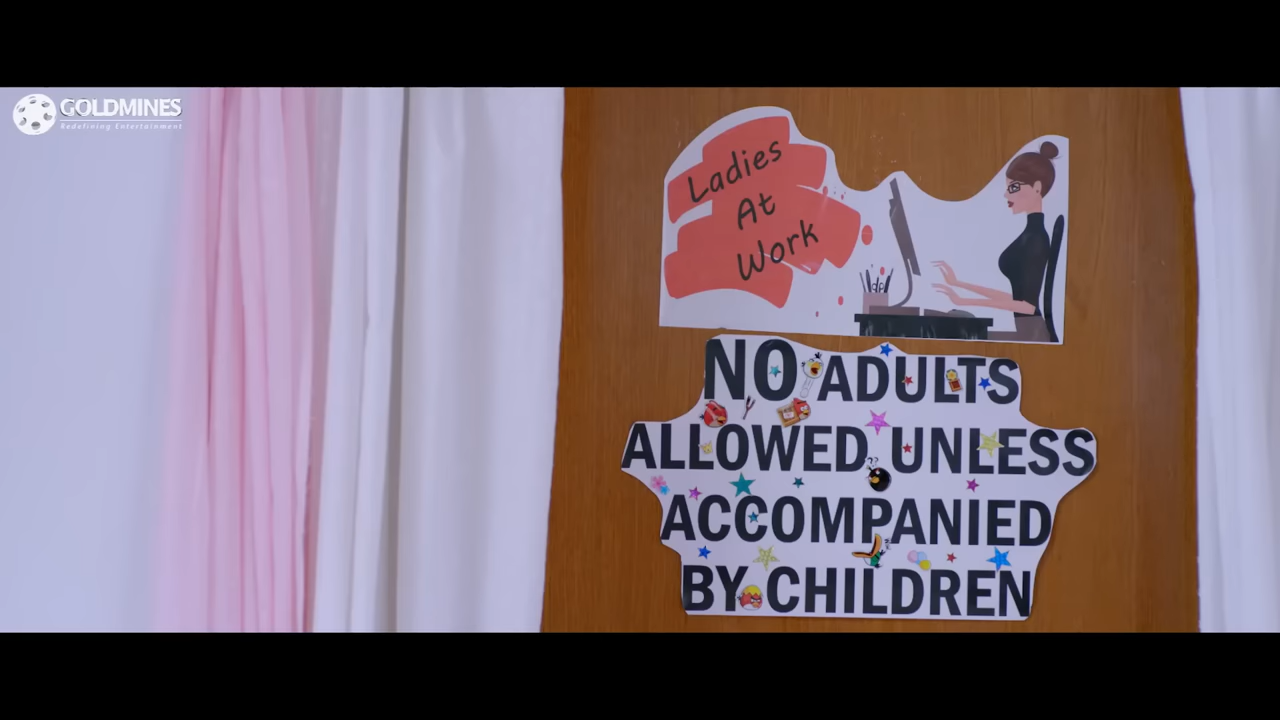 GOLDMINES
Redefining Entertainment
Ladies
At
Work
NO ADULTS
ALLOWED UNLESS
ACCOMPANIED
BY CHILDREN